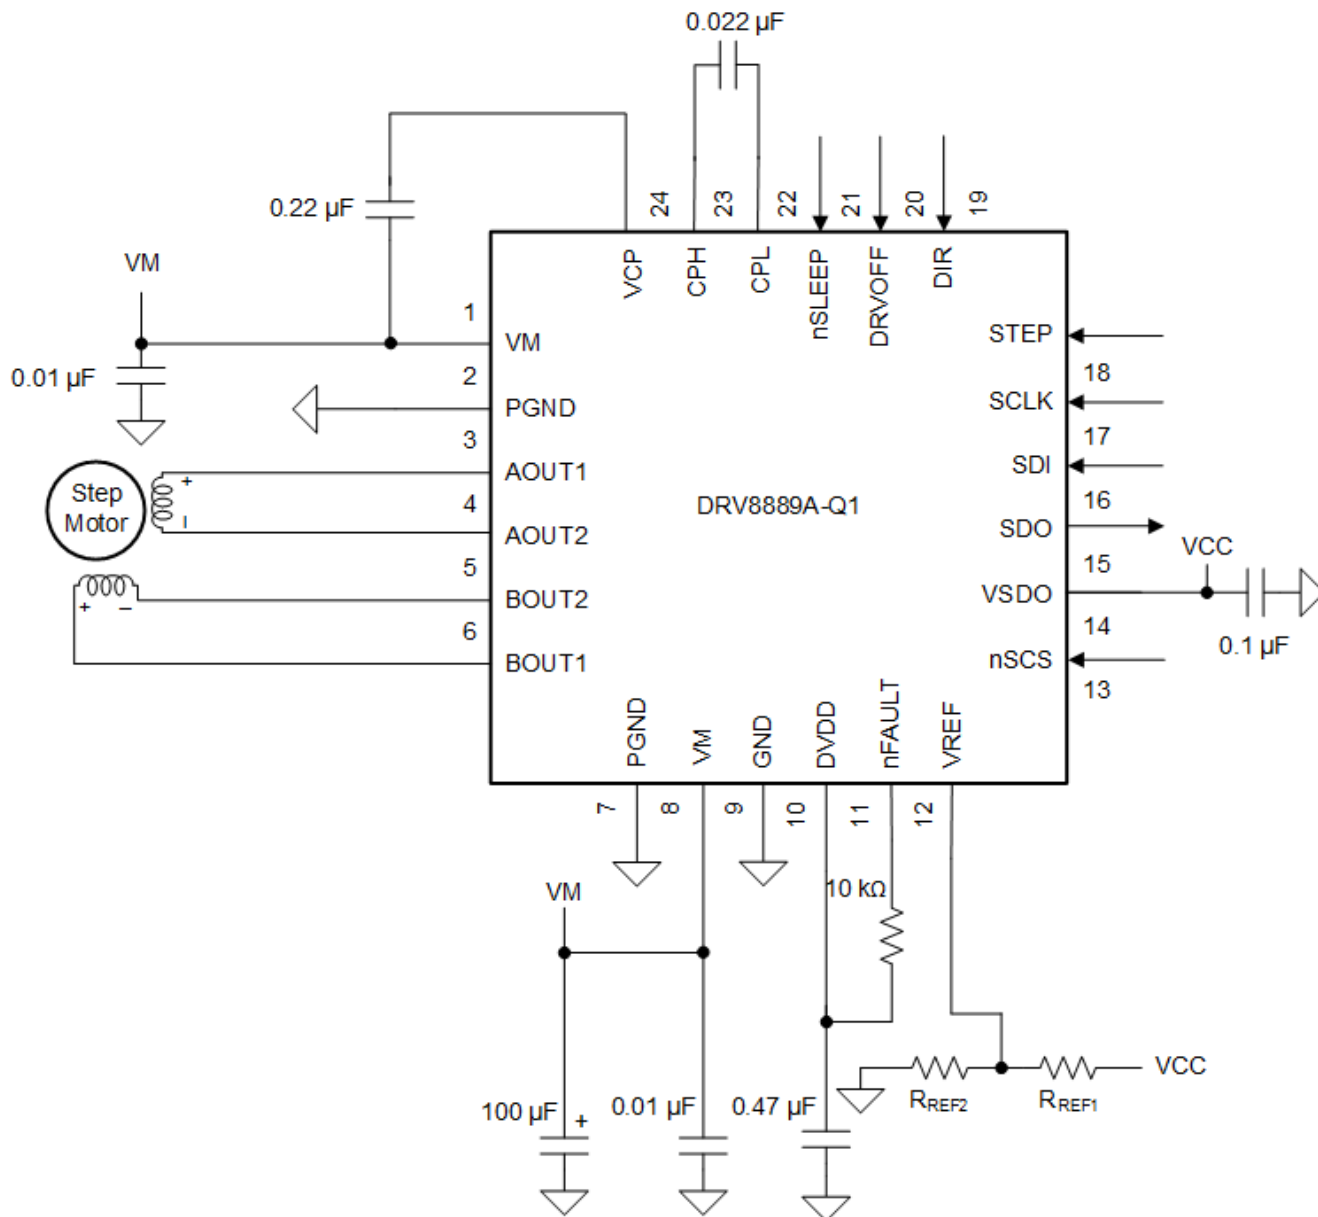 0.022 µF
0.22 µF
24
23
22
21
20
19
VCP
CPH
CPL
nSLEEP
DRVOFF
DIR
VM
1
VM
STEP
0.01 µF
2
18
PGND
SCLK
3
17
AOUT1
SDI
+
Step
Motor
4
DRV8889A-Q1
16
–
AOUT2
SDO
VCC
5
15
BOUT2
VSDO
+ –
6
14
0.1 µF
BOUT1
nSCS
13
PGND
VM
GND
DVDD
nFAULT
VREF
7
8
9
10
11
12
VM
10 kΩ
VCC
RREF2
RREF1
100 µF
+
0.01 µF
0.47 µF